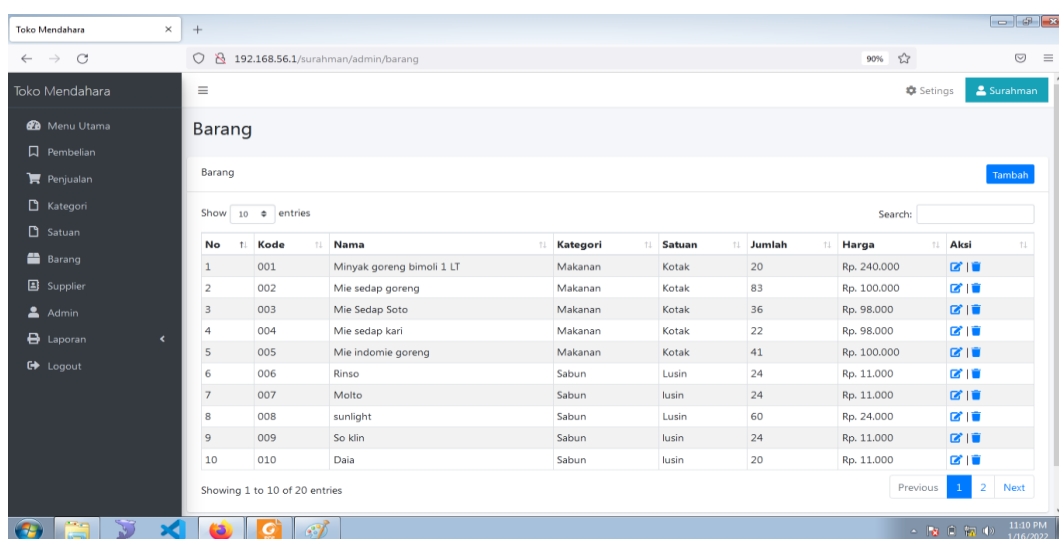 Toko Mendahara
192.168.56.1/surahman/admin/barang 90%
Toko Mendahara
Setings Surahman
Menu Utama
Pembelian
Penjualan
Kategori
Satuan
Barang
Supplier
Admin
Laporan
Logout
Barang
Barang Tambah
Show 10 entries Search:
No Kode Nama Kategori Satuan Jumlah Harga Aksi
1 001 Minyak goreng bimoli 1 LT Makanan Kotak 20 Rp. 240.000 |
2 002 Mie sedap goreng Makanan Kotak 83 Rp. 100.000 |
3 003 Mie Sedap Soto Makanan Kotak 36 Rp. 98.000 |
4 004 Mie sedap kari Makanan Kotak 22 Rp. 98.000 |
5 005 Mie indomie goreng Makanan Kotak 41 Rp. 100.000 |
6 006 Rinso Sabun Lusin 24 Rp. 11.000 |
7 007 Molto Sabun lusin 24 Rp. 11.000 |
8 008 sunlight Sabun Lusin 60 Rp. 24.000 |
9 009 So klin Sabun lusin 24 Rp. 11.000 |
10 010 Daia Sabun lusin 20 Rp. 11.000 |
Showing 1 to 10 of 20 entries Previous 1 2 Next
11:10 PM
1/16/2022